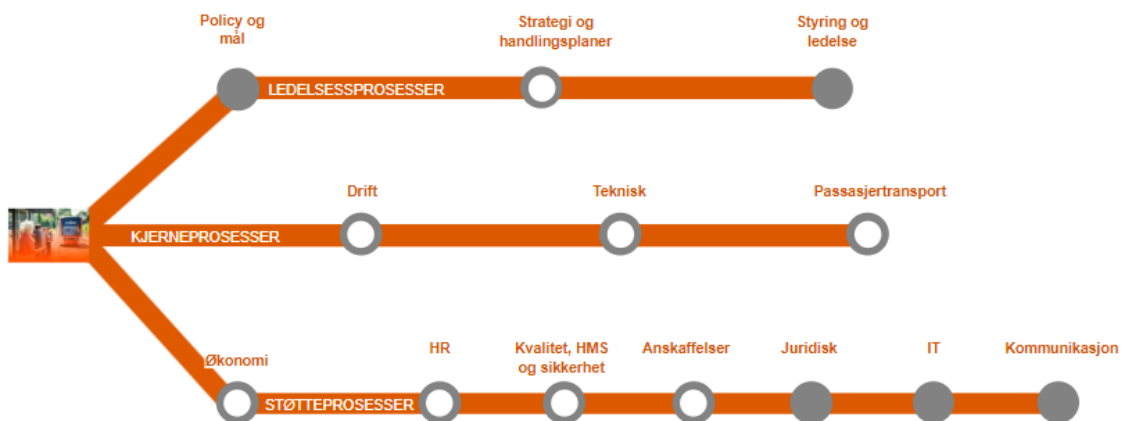 Policy og
mål
Strategi og
handlingsplaner
Styring og
ledelse
LEDELSESSPROSESSER
Drift
Teknisk
Passasjertransport
KJERNEPROSESSER
Økonomi
HR
Kvalitet, HMS
og sikkerhet
Anskaffelser
Juridisk
IT
Kommunikasjon
STØTTEPROSESSER